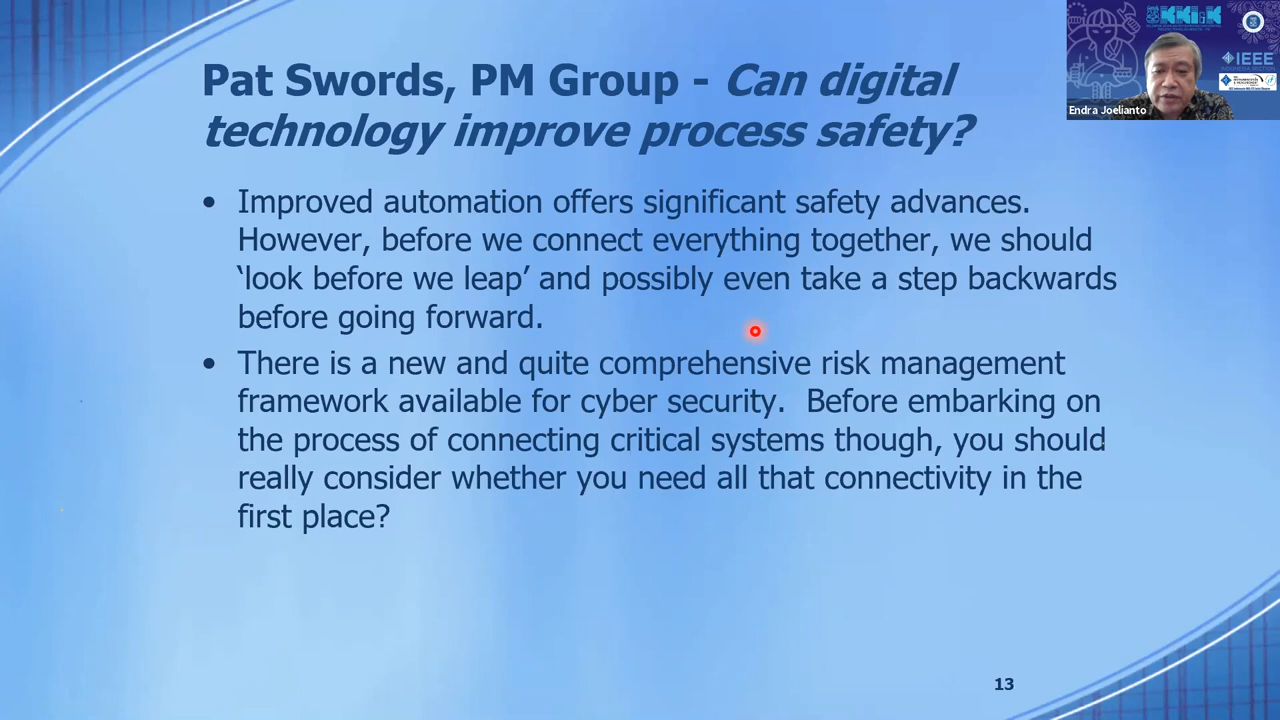 Pat Swords, PM Group - Can digital
technology improve process safety?
• Improved automation offers significant safety advances.
However, before we connect everything together, we should
‘look before we leap’ and possibly even take a step backwards
before going forward.
• There is a new and quite comprehensive risk management
framework available for cyber security.  Before embarking on
the process of connecting critical systems though, you should
really consider whether you need all that connectivity in the
first place?
13
IEEE
Endra Joelianto